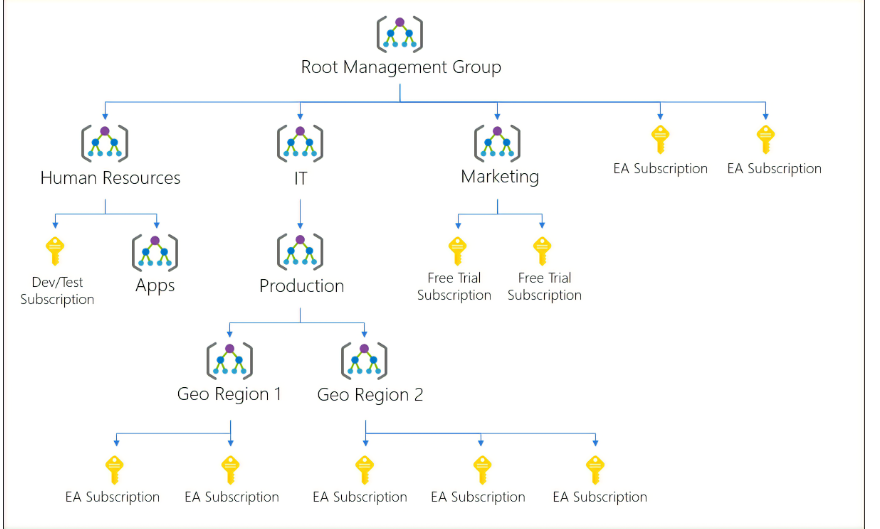 Root Management Group
Human Resources
IT
Marketing
EA Subscription
EA Subscription
Dev/Test
Subscription
Apps
Production
Free Trial
Subscription
Free Trial
Subscription
Geo Region 1
Geo Region 2
EA Subscription
EA Subscription
EA Subscription
EA Subscription
EA Subscription